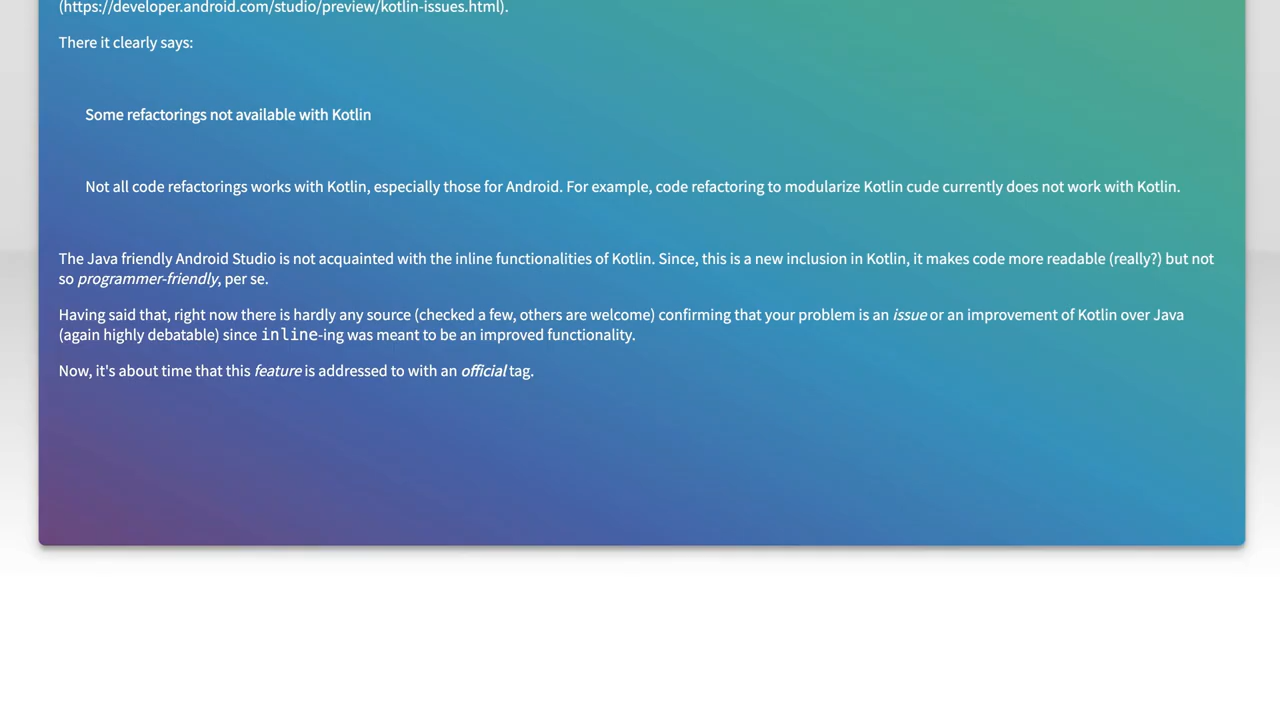 (https://developer.android.com/studio/preview/kotlin-issues.html).
There it clearly says:
Some refactorings not available with Kotlin
Not all code refactorings works with Kotlin, especially those for Android. For example, code refactoring to modularize Kotlin cude currently does not work with Kotlin.
The Java friendly Android Studio is not acquainted with the inline functionalities of Kotlin. Since, this is a new inclusion in Kotlin, it makes code more readable (really?) but not
so programmer-friendly, per se.
Having said that, right now there is hardly any source (checked a few, others are welcome) confirming that your problem is an issue or an improvement of Kotlin over Java
(again highly debatable) since inline-ing was meant to be an improved functionality.
Now, it's about time that this feature is addressed to with an official tag.